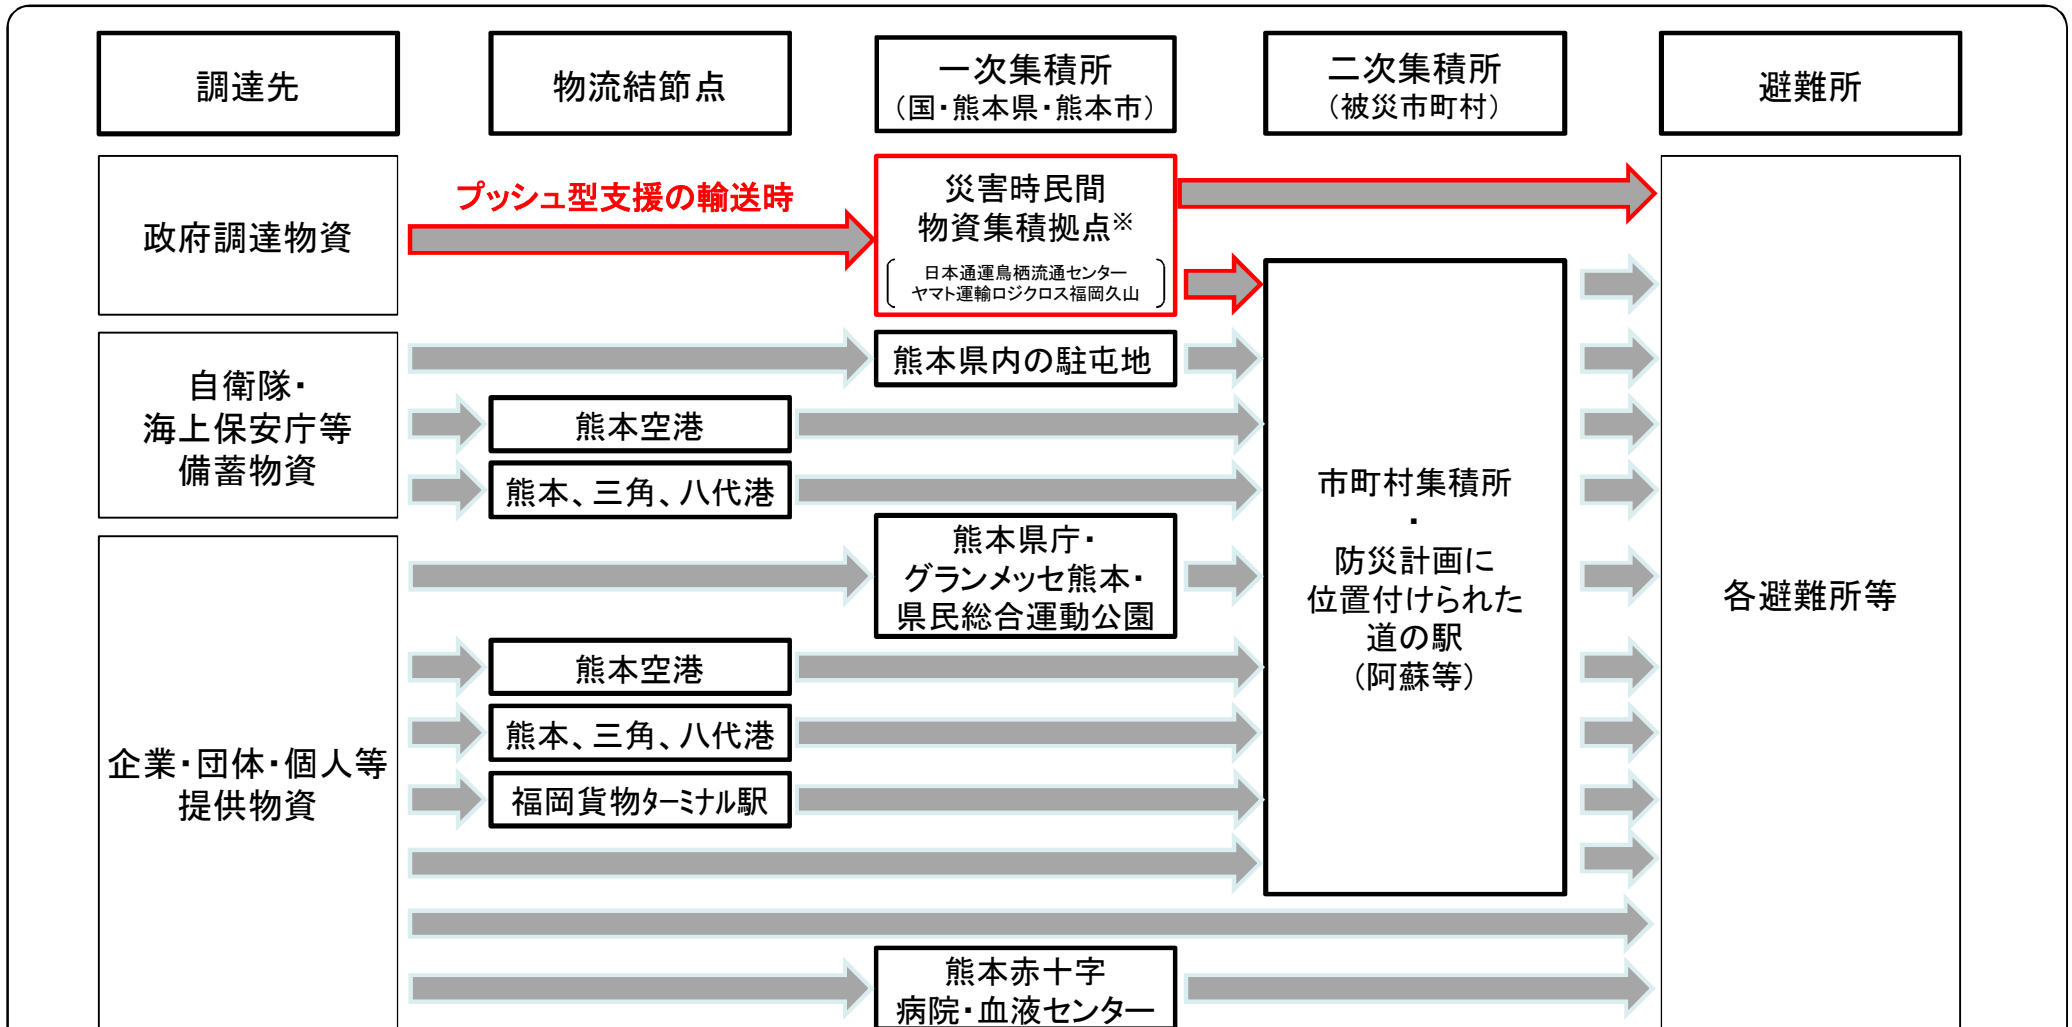 調達先
物流結節点
一次集積所
（国・熊本県・熊本市）
二次集積所
（被災市町村）
避難所
政府調達物資
プッシュ型支援の輸送時
災害時民間
物資集積拠点※
日本通運鳥栖流通センター
ヤマト運輸ロジクロス福岡久山
自衛隊・
海上保安庁等
備蓄物資
熊本県内の駐屯地
熊本空港
熊本、三角、八代港
市町村集積所
・
防災計画に
位置付けられた
道の駅
（阿蘇等）
各避難所等
企業・団体・個人等
提供物資
熊本県庁・
グランメッセ熊本・
県民総合運動公園
熊本空港
熊本、三角、八代港
福岡貨物ターミナル駅
熊本赤十字
病院・血液センター